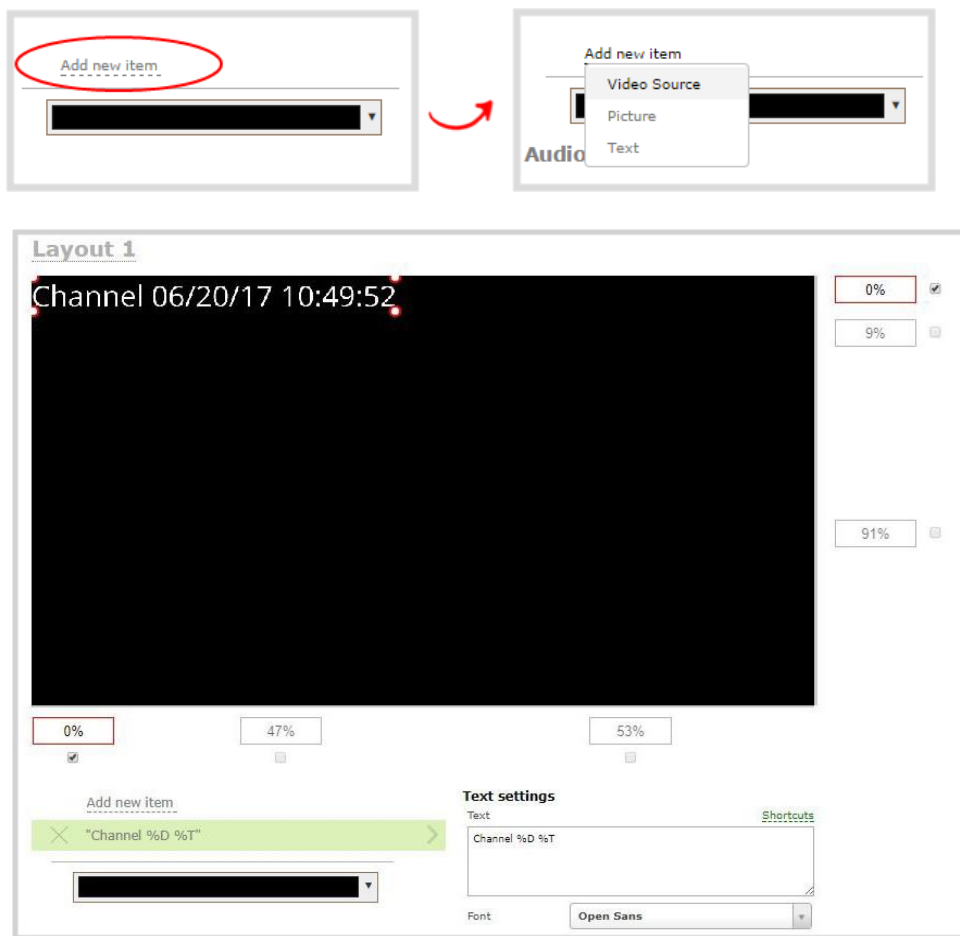 Add new item
Add new item
Video Source
Picture
Text
Audio
Layout 1
Channel 06/20/17 10:49:52
0%
9%
91%
0%
47%
53%
Add new item
"Channel %D %T"
Text settings
Text
Shortcuts
Channel %D %T
Font
Open Sans